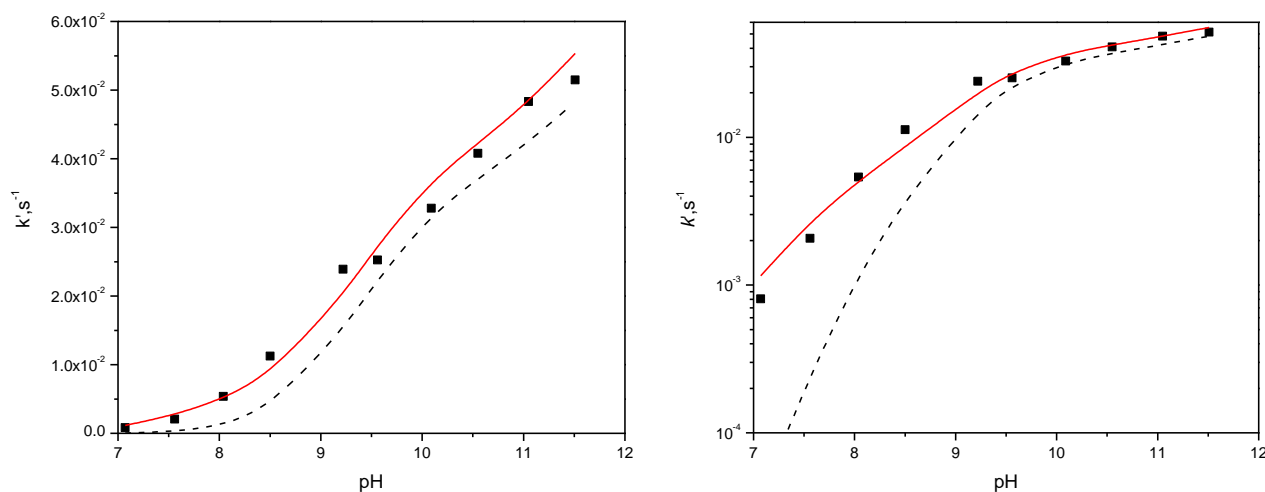 6.0x10⁻²
5.0x10⁻²
4.0x10⁻²
3.0x10⁻²
2.0x10⁻²
1.0x10⁻²
0.0
k',s⁻¹
7 8 9 10 11 12
pH
10⁻²
10⁻³
10⁻⁴
k',s⁻¹
7 8 9 10 11 12
pH